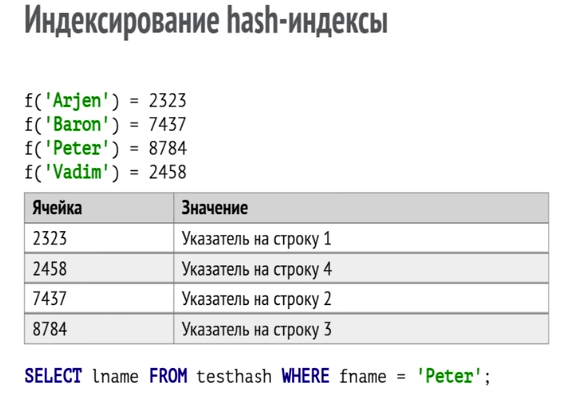 Индексирование hash-индексы
f('Arjen') = 2323
f('Baron') = 7437
f('Peter') = 8784
f('Vadim') = 2458
Ячейка Значение
2323 Указатель на строку 1
2458 Указатель на строку 4
7437 Указатель на строку 2
8784 Указатель на строку 3
SELECT lname FROM testhash WHERE fname = 'Peter';